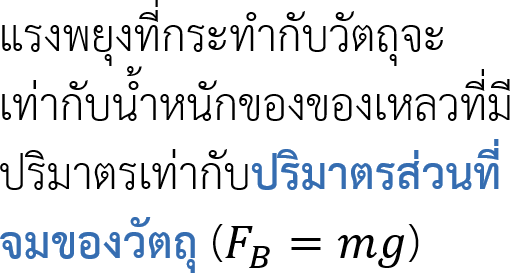 แรงพยุงที่กระทำกับวัตถุจะ
เท่ากับน้ำหนักของของเหลวที่มี
ปริมาตรเท่ากับปริมาตรส่วนที่
จมของวัตถุ (F_B = mg)